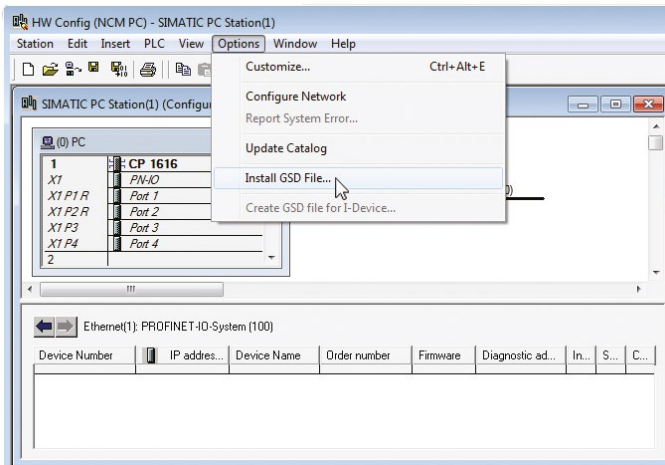 HW Config (NCM PC) - SIMATIC PC Station(1)
Station Edit Insert PLC View Options Window Help
Customize... Ctrl+Alt+E
Configure Network
Report System Error...
Update Catalog
Install GSD File...
Create GSD file for I-Device...
SIMATIC PC Station(1) (Configu
(0) PC
1 CP 1616
X1 PN-IO
X1 P1 R Port 1
X1 P2 R Port 2
X1 P3 Port 3
X1 P4 Port 4
2
0)
Ethernet(1): PROFINET-IO-System (100)
Device Number IP addres... Device Name Order number Firmware Diagnostic ad... In... S... C...